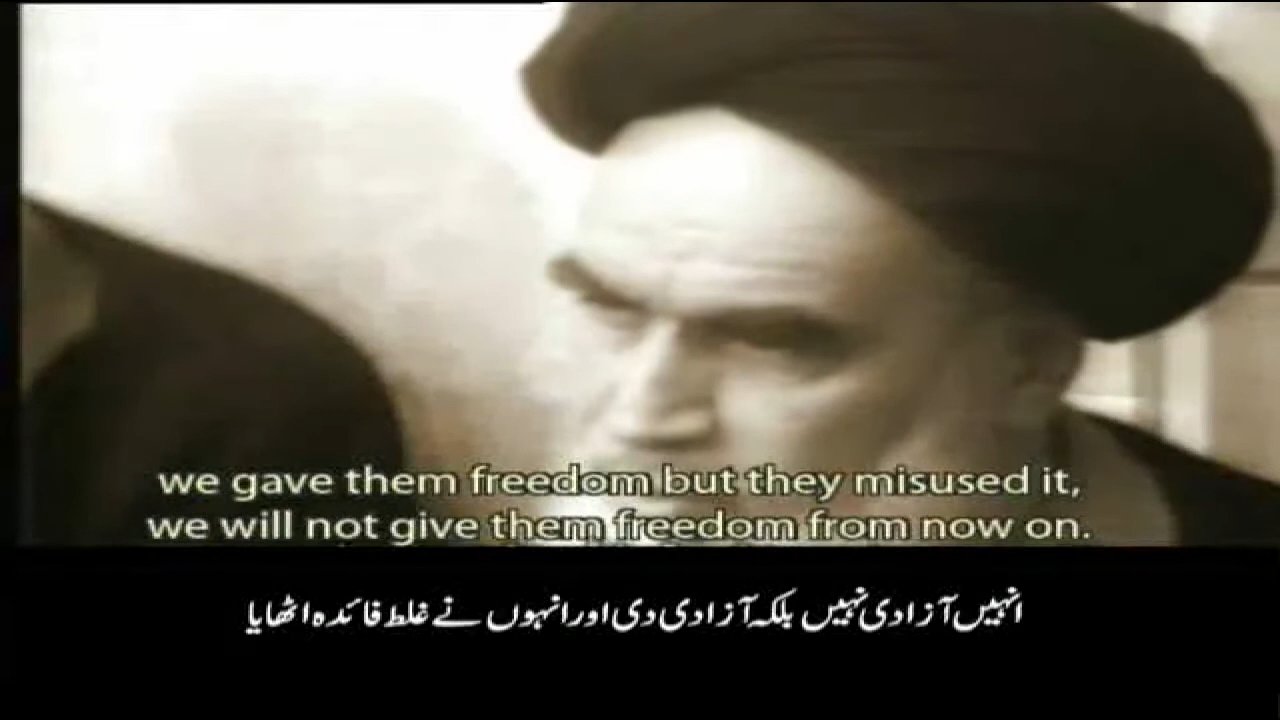 we gave them freedom but they misused it,
we will not give them freedom from now on.
انہیں آزادی نہیں بلکہ آزادی دی اور انہوں نے غلط فائدہ اٹھایا